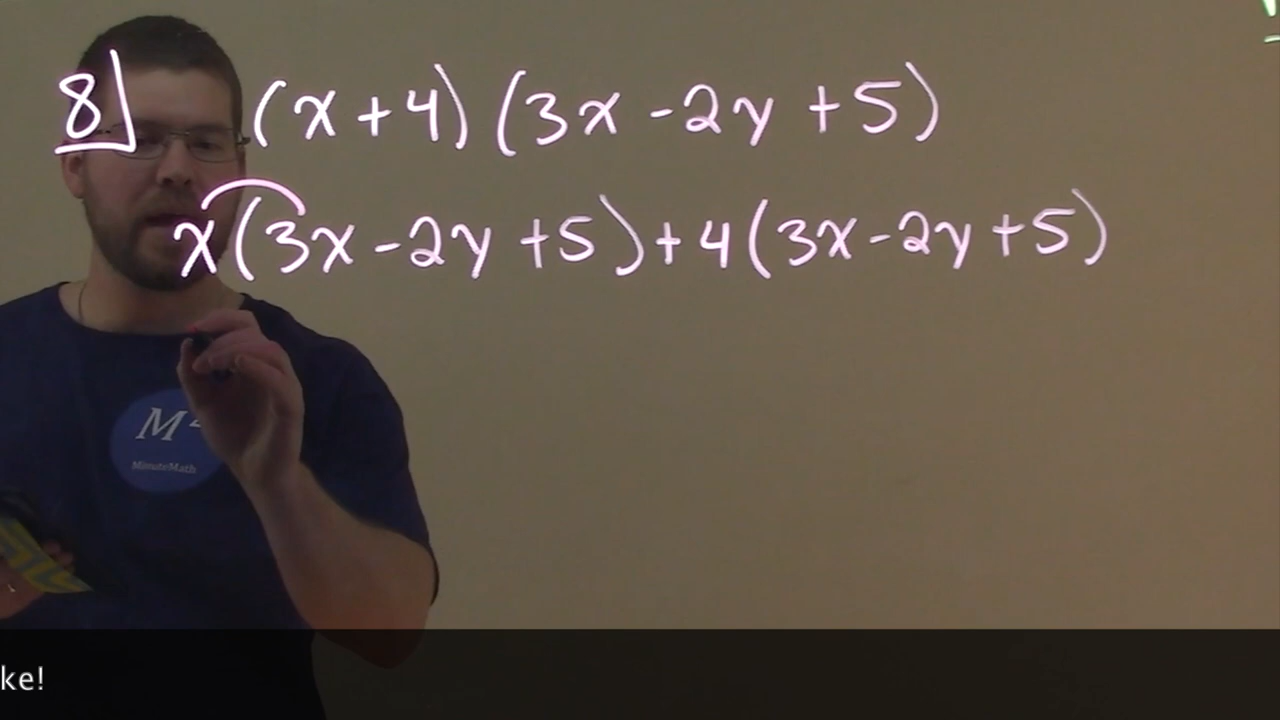 8] (x+4)(3x-2y+5)
x(3x-2y+5)+4(3x-2y+5)
M
MinuteMath
ke!